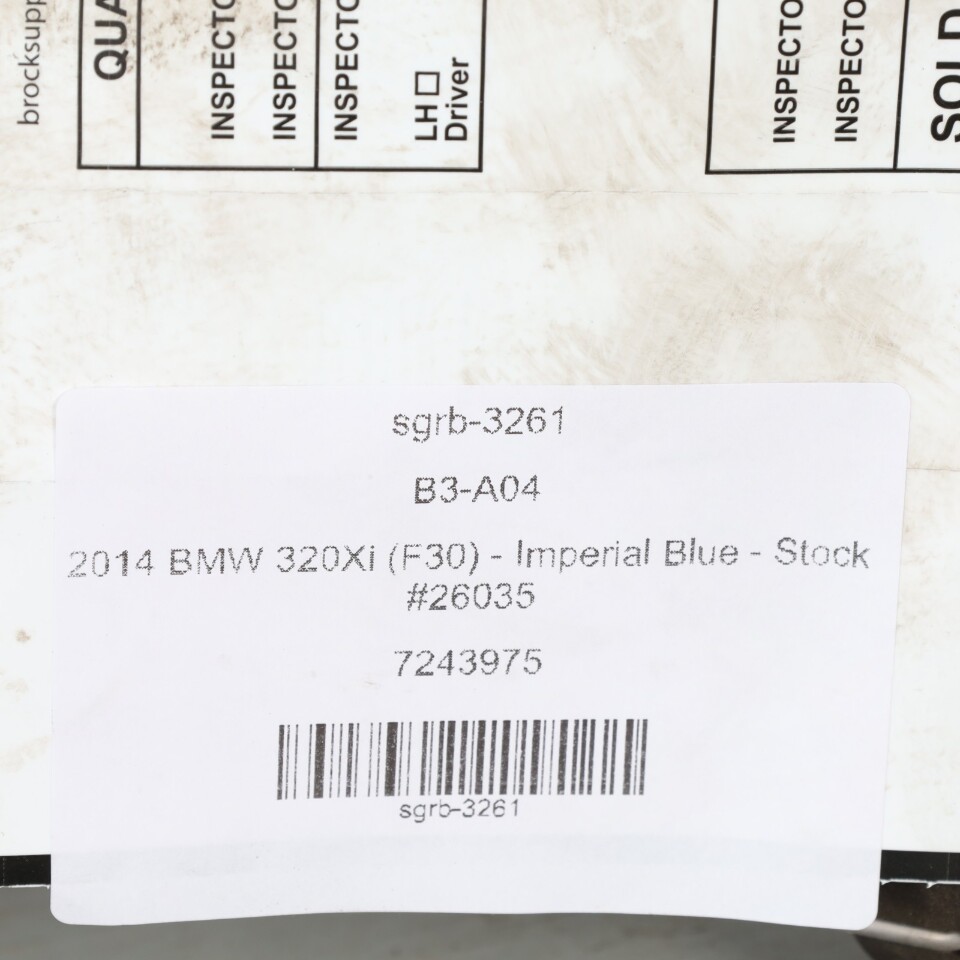 brocksupp
QUA
INSPECTO
INSPECTO
INSPECTO
LH
Driver
INSPECTO
INSPECTO
SOLD
sgrb-3261
B3-A04
2014 BMW 320Xi (F30) - Imperial Blue - Stock
#26035
7243975
sgrb-3261